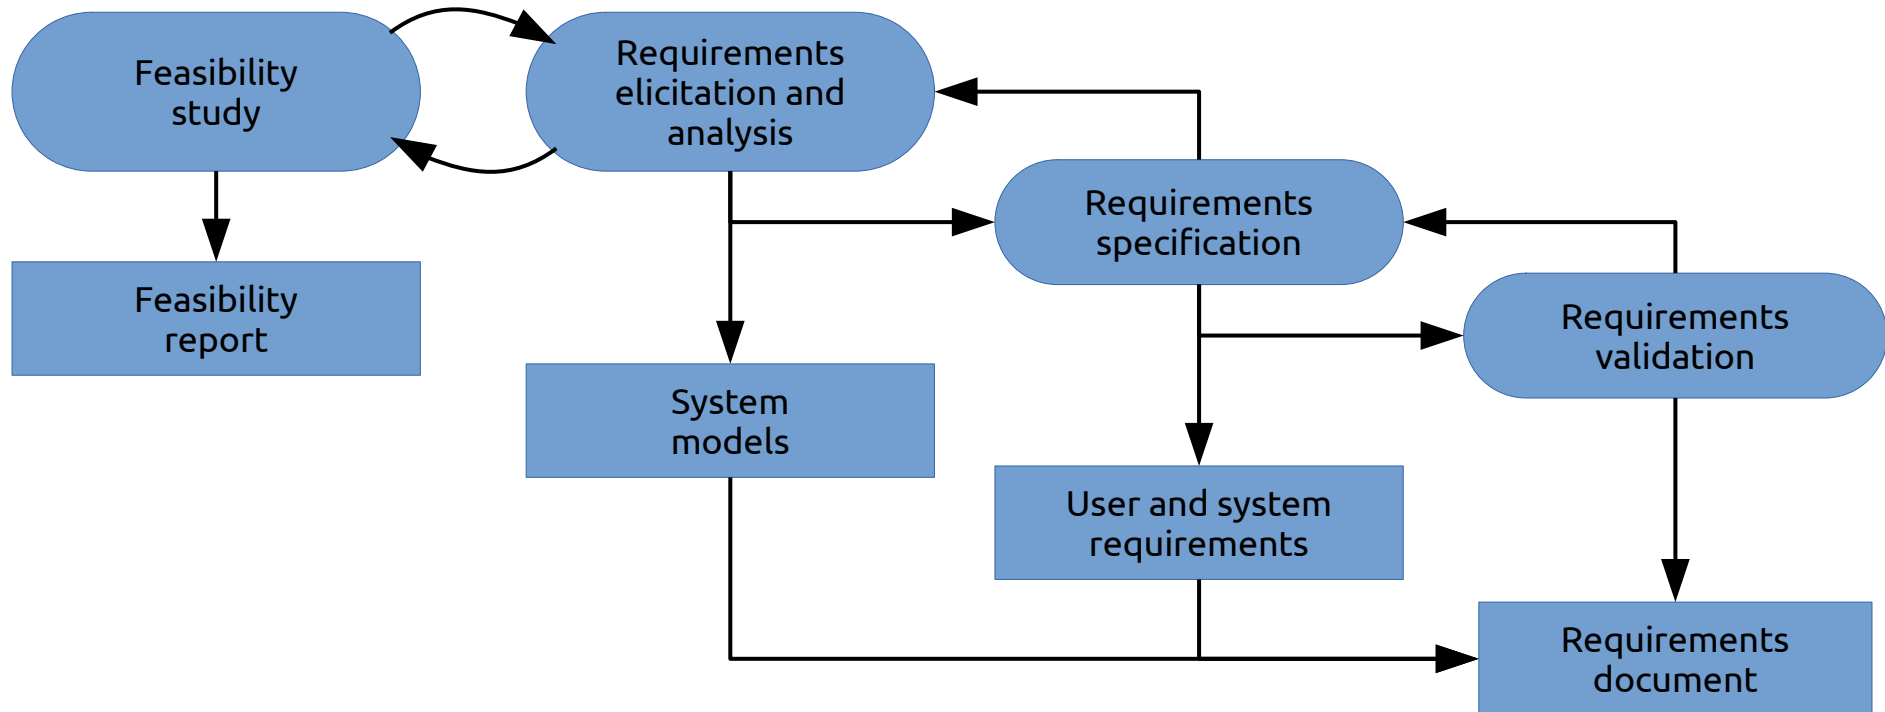 Feasibility
study
Requirements
elicitation and
analysis
Requirements
specification
Requirements
validation
Feasibility
report
System
models
User and system
requirements
Requirements
document